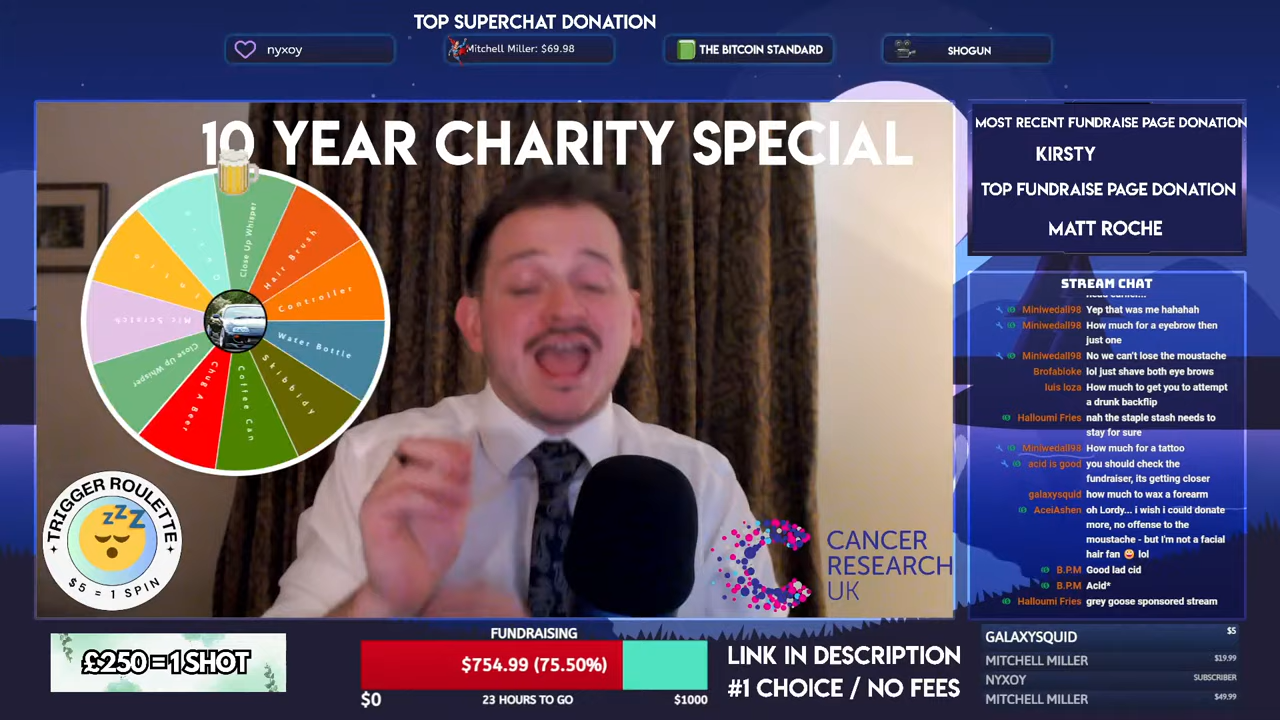 TOP SUPERCHAT DONATION
nyxoy
Mitchell Miller: $69.98
THE BITCOIN STANDARD
SHOGUN
10 YEAR CHARITY SPECIAL
Close Up Whisper
Hair Brush
Controller
Water Bottle
Skibbidy
Coffee Can
Chug A Beer
Close Up Whisper
Mic Scratch
TRIGGER ROULETTE
zzz
$5 = 1 SPIN
CANCER
RESEARCH
UK
MOST RECENT FUNDRAISE PAGE DONATION
KIRSTY
TOP FUNDRAISE PAGE DONATION
MATT ROCHE
STREAM CHAT
Miniwedall98 Yep that was me hahahah
Miniwedall98 How much for a eyebrow then
just one
Miniwedall98 No we can't lose the moustache
Brofabloke lol just shave both eye brows
luis loza How much to get you to attempt
a drunk backflip
Halloumi Fries nah the staple stash needs to
stay for sure
Miniwedall98 How much for a tattoo
acid is good you should check the
fundraiser, its getting closer
galaxysquid how much to wax a forearm
AceiAshen oh Lordy... i wish i could donate
more, no offense to the
moustache - but I'm not a facial
hair fan 😀 lol
B.P.M Good lad cid
B.P.M Acid*
Halloumi Fries grey goose sponsored stream
£250 = 1 SHOT
FUNDRAISING
$754.99 (75.50%)
$0
23 HOURS TO GO
$1000
LINK IN DESCRIPTION
#1 CHOICE / NO FEES
GALAXYSQUID $5
MITCHELL MILLER $19.99
NYXOY SUBSCRIBER
MITCHELL MILLER $49.99